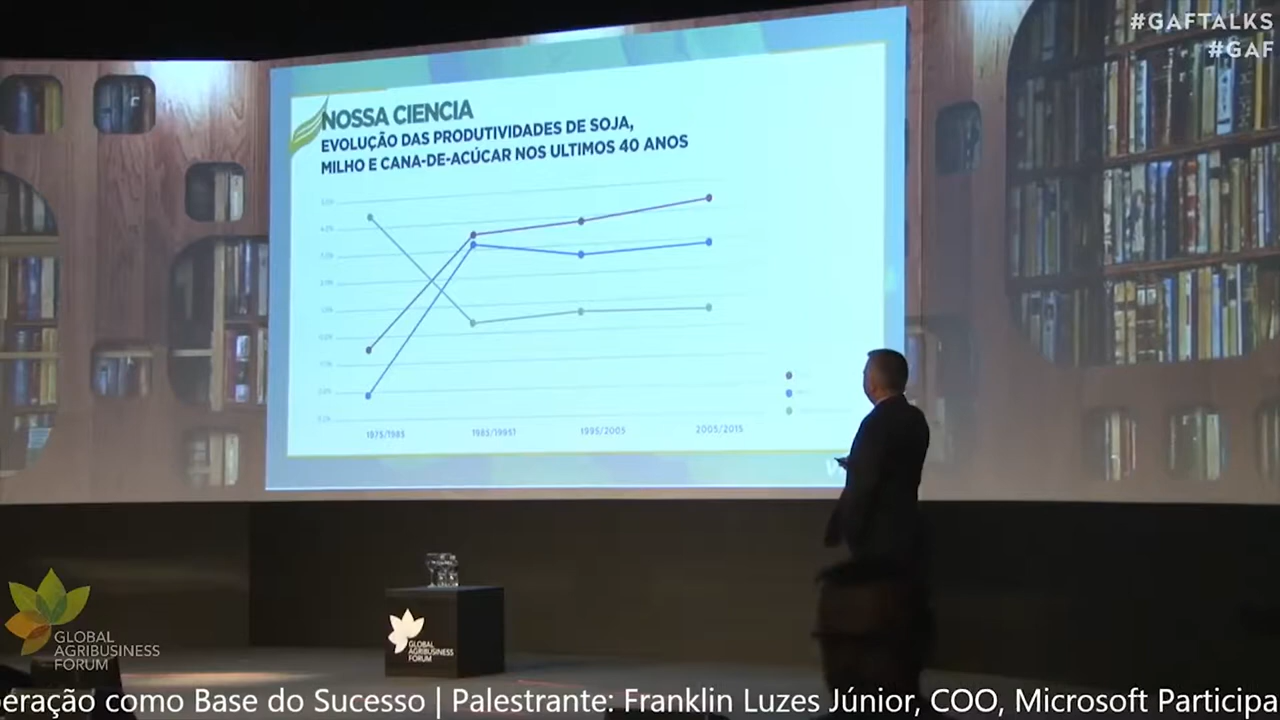 #GAFTALKS
#GAF
NOSSA CIENCIA
EVOLUÇÃO DAS PRODUTIVIDADES DE SOJA,
MILHO E CANA-DE-ACÚCAR NOS ULTIMOS 40 ANOS
1975/1985
1985/19951
1995/2005
2005/2015
GLOBAL
AGRIBUSINESS
FORUM
GLOBAL
AGRIBUSINESS
FORUM
peração como Base do Sucesso | Palestrante: Franklin Luzes Júnior, COO, Microsoft Participa